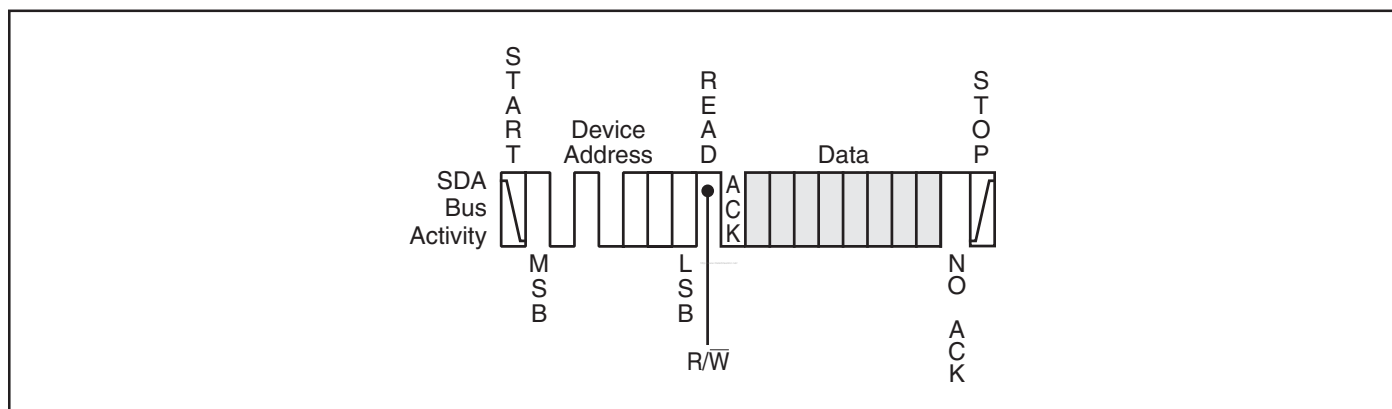 START
READ
STOP
Device
Address
Data
SDA
Bus
Activity
ACK
MSB
LSB
NO ACK
R/W̅